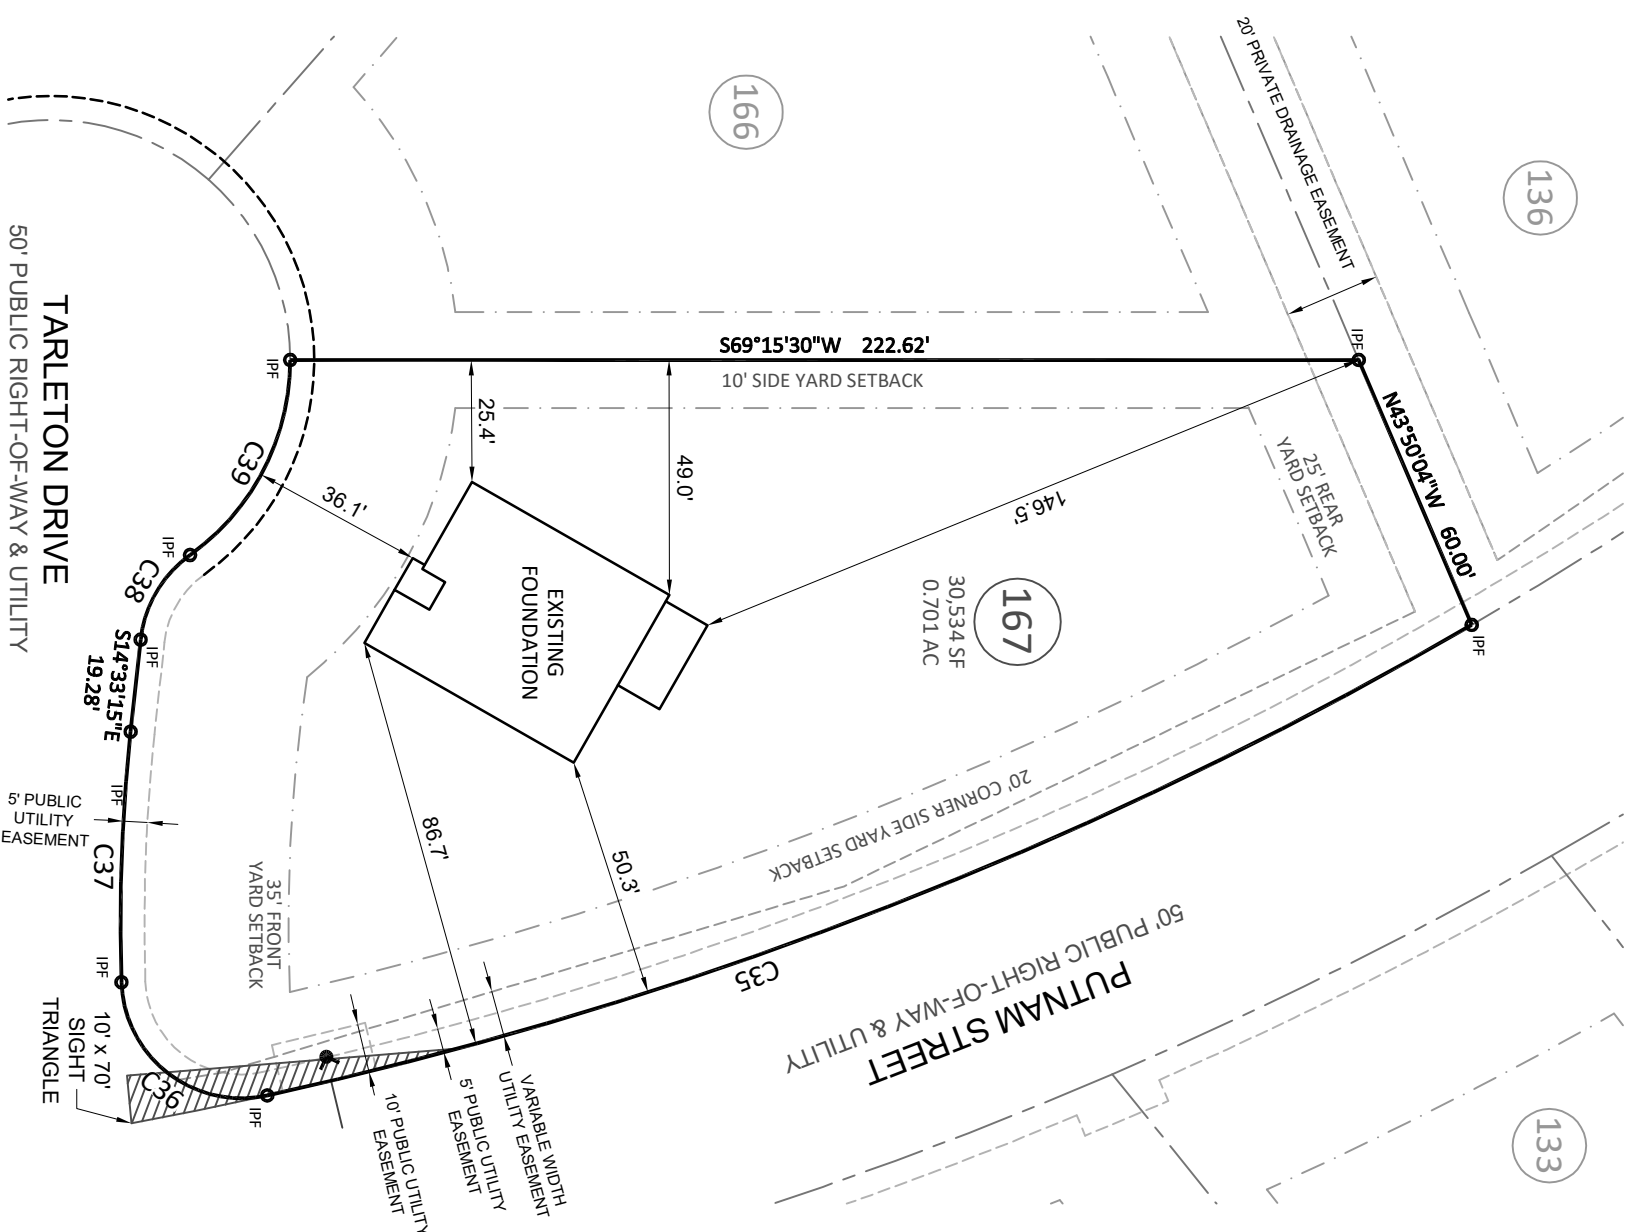 166
136
20' PRIVATE DRAINAGE EASEMENT
S69°15'30"W 222.62'
10' SIDE YARD SETBACK
IPF
N43°50'04"W 60.00'
IPF
25' REAR
YARD SETBACK
25.4'
49.0'
146.5'
IPF
C39
36.1'
IPF
C38
IPF
S14°33'15"E
19.28'
EXISTING
FOUNDATION
167
30,534 SF
0.701 AC
TARLETON DRIVE
50' PUBLIC RIGHT-OF-WAY & UTILITY
IPF
5' PUBLIC
UTILITY
EASEMENT
C37
86.7'
50.3'
20' CORNER SIDE YARD SETBACK
35' FRONT
YARD SETBACK
C35
50' PUBLIC RIGHT-OF-WAY & UTILITY
PUTNAM STREET
IPF
10' x 70'
SIGHT
TRIANGLE
C36
IPF
10' PUBLIC UTILITY
EASEMENT
5' PUBLIC UTILITY
EASEMENT
VARIABLE WIDTH
UTILITY EASEMENT
133